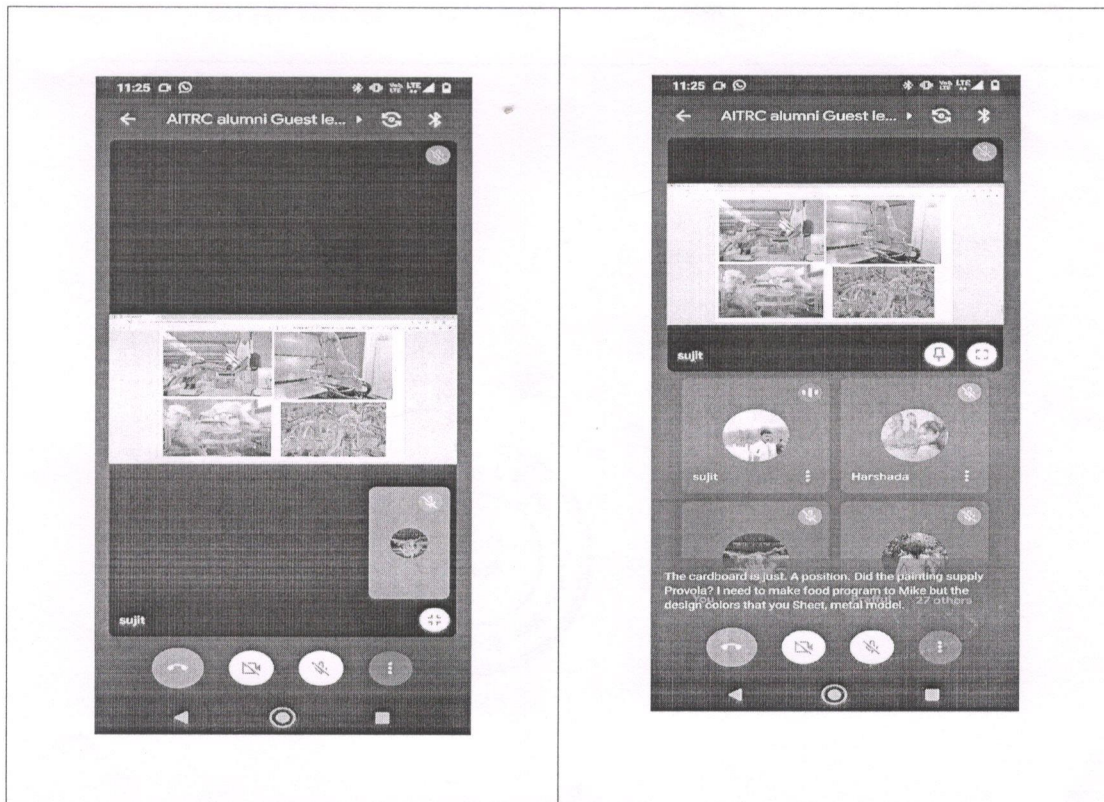 11:25
AITRC alumni Guest le...
sujit
11:25
AITRC alumni Guest le...
sujit
sujit
Harshada
The cardboard is just. A position. Did the painting supply
Provola? I need to make food program to Mike but the
You
27 others
design colors that you Sheet, metal model.